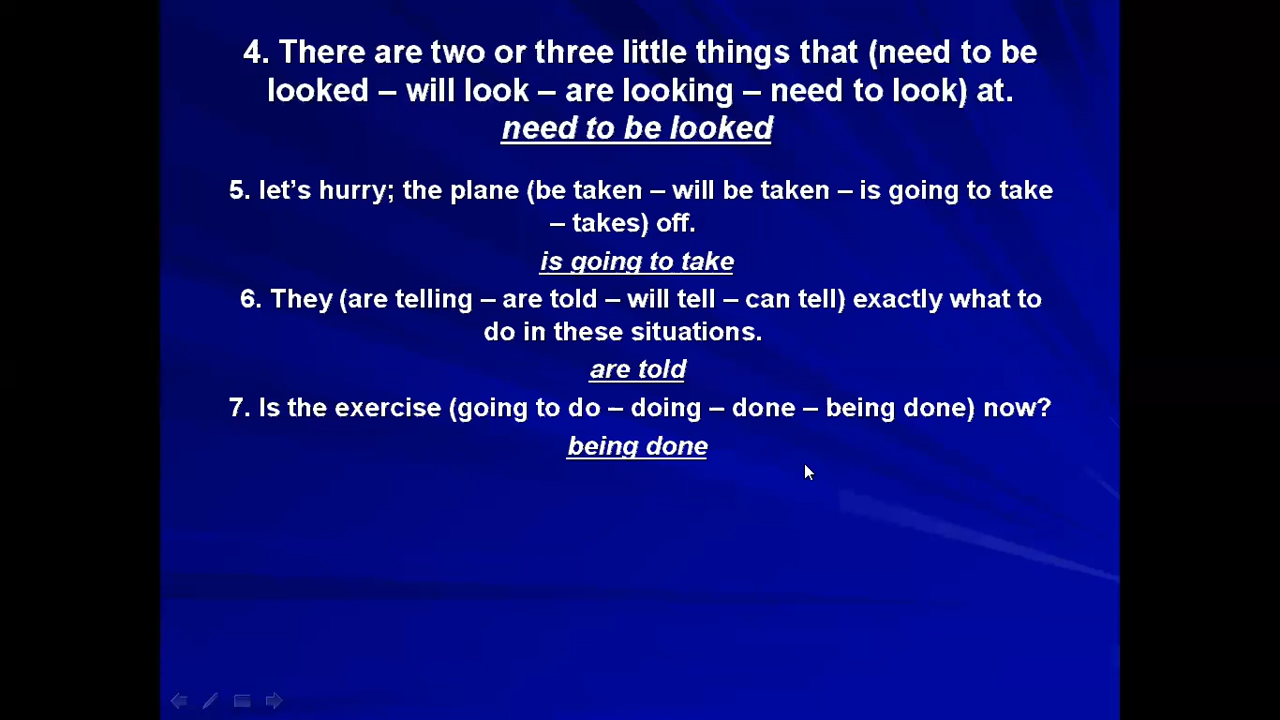 4. There are two or three little things that (need to be
looked – will look – are looking – need to look) at.
need to be looked
5. let’s hurry; the plane (be taken – will be taken – is going to take
– takes) off.
is going to take
6. They (are telling – are told – will tell – can tell) exactly what to
do in these situations.
are told
7. Is the exercise (going to do – doing – done – being done) now?
being done